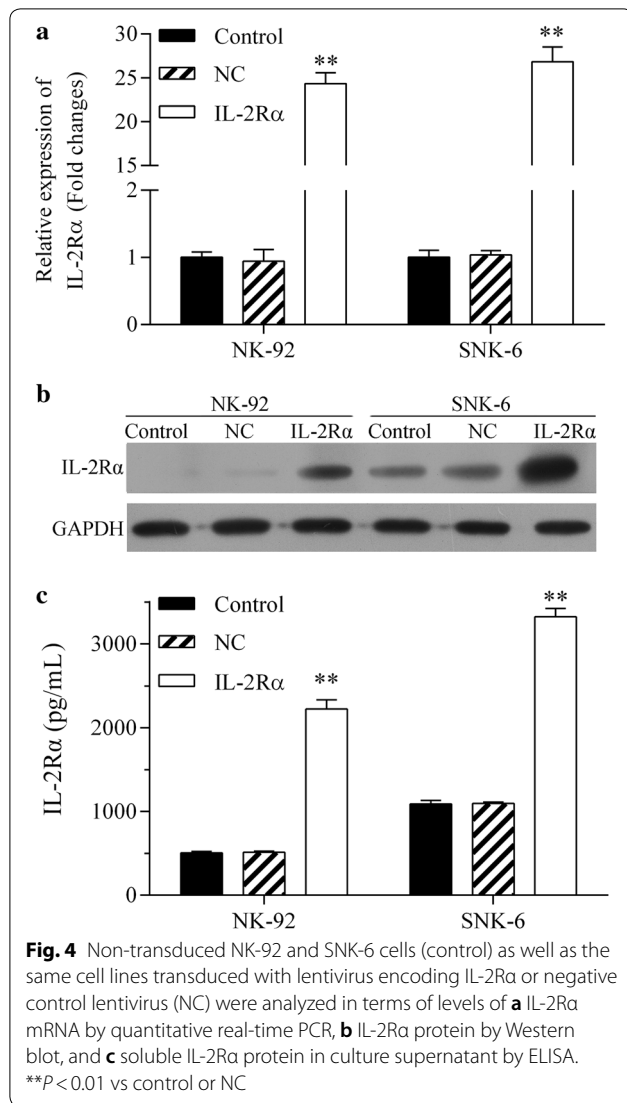 a
Control
NC
IL-2Rα
Relative expression of
IL-2Rα (Fold changes)
30
25
20
15
2
1
0
**
**
NK-92
SNK-6
b
NK-92
SNK-6
Control
NC
IL-2Rα
Control
NC
IL-2Rα
IL-2Rα
GAPDH
c
Control
NC
IL-2Rα
IL-2Rα (pg/mL)
3000
2000
1000
0
**
**
NK-92
SNK-6
Fig. 4 Non-transduced NK-92 and SNK-6 cells (control) as well as the
same cell lines transduced with lentivirus encoding IL-2Rα or negative
control lentivirus (NC) were analyzed in terms of levels of a IL-2Rα
mRNA by quantitative real-time PCR, b IL-2Rα protein by Western
blot, and c soluble IL-2Rα protein in culture supernatant by ELISA.
**P < 0.01 vs control or NC